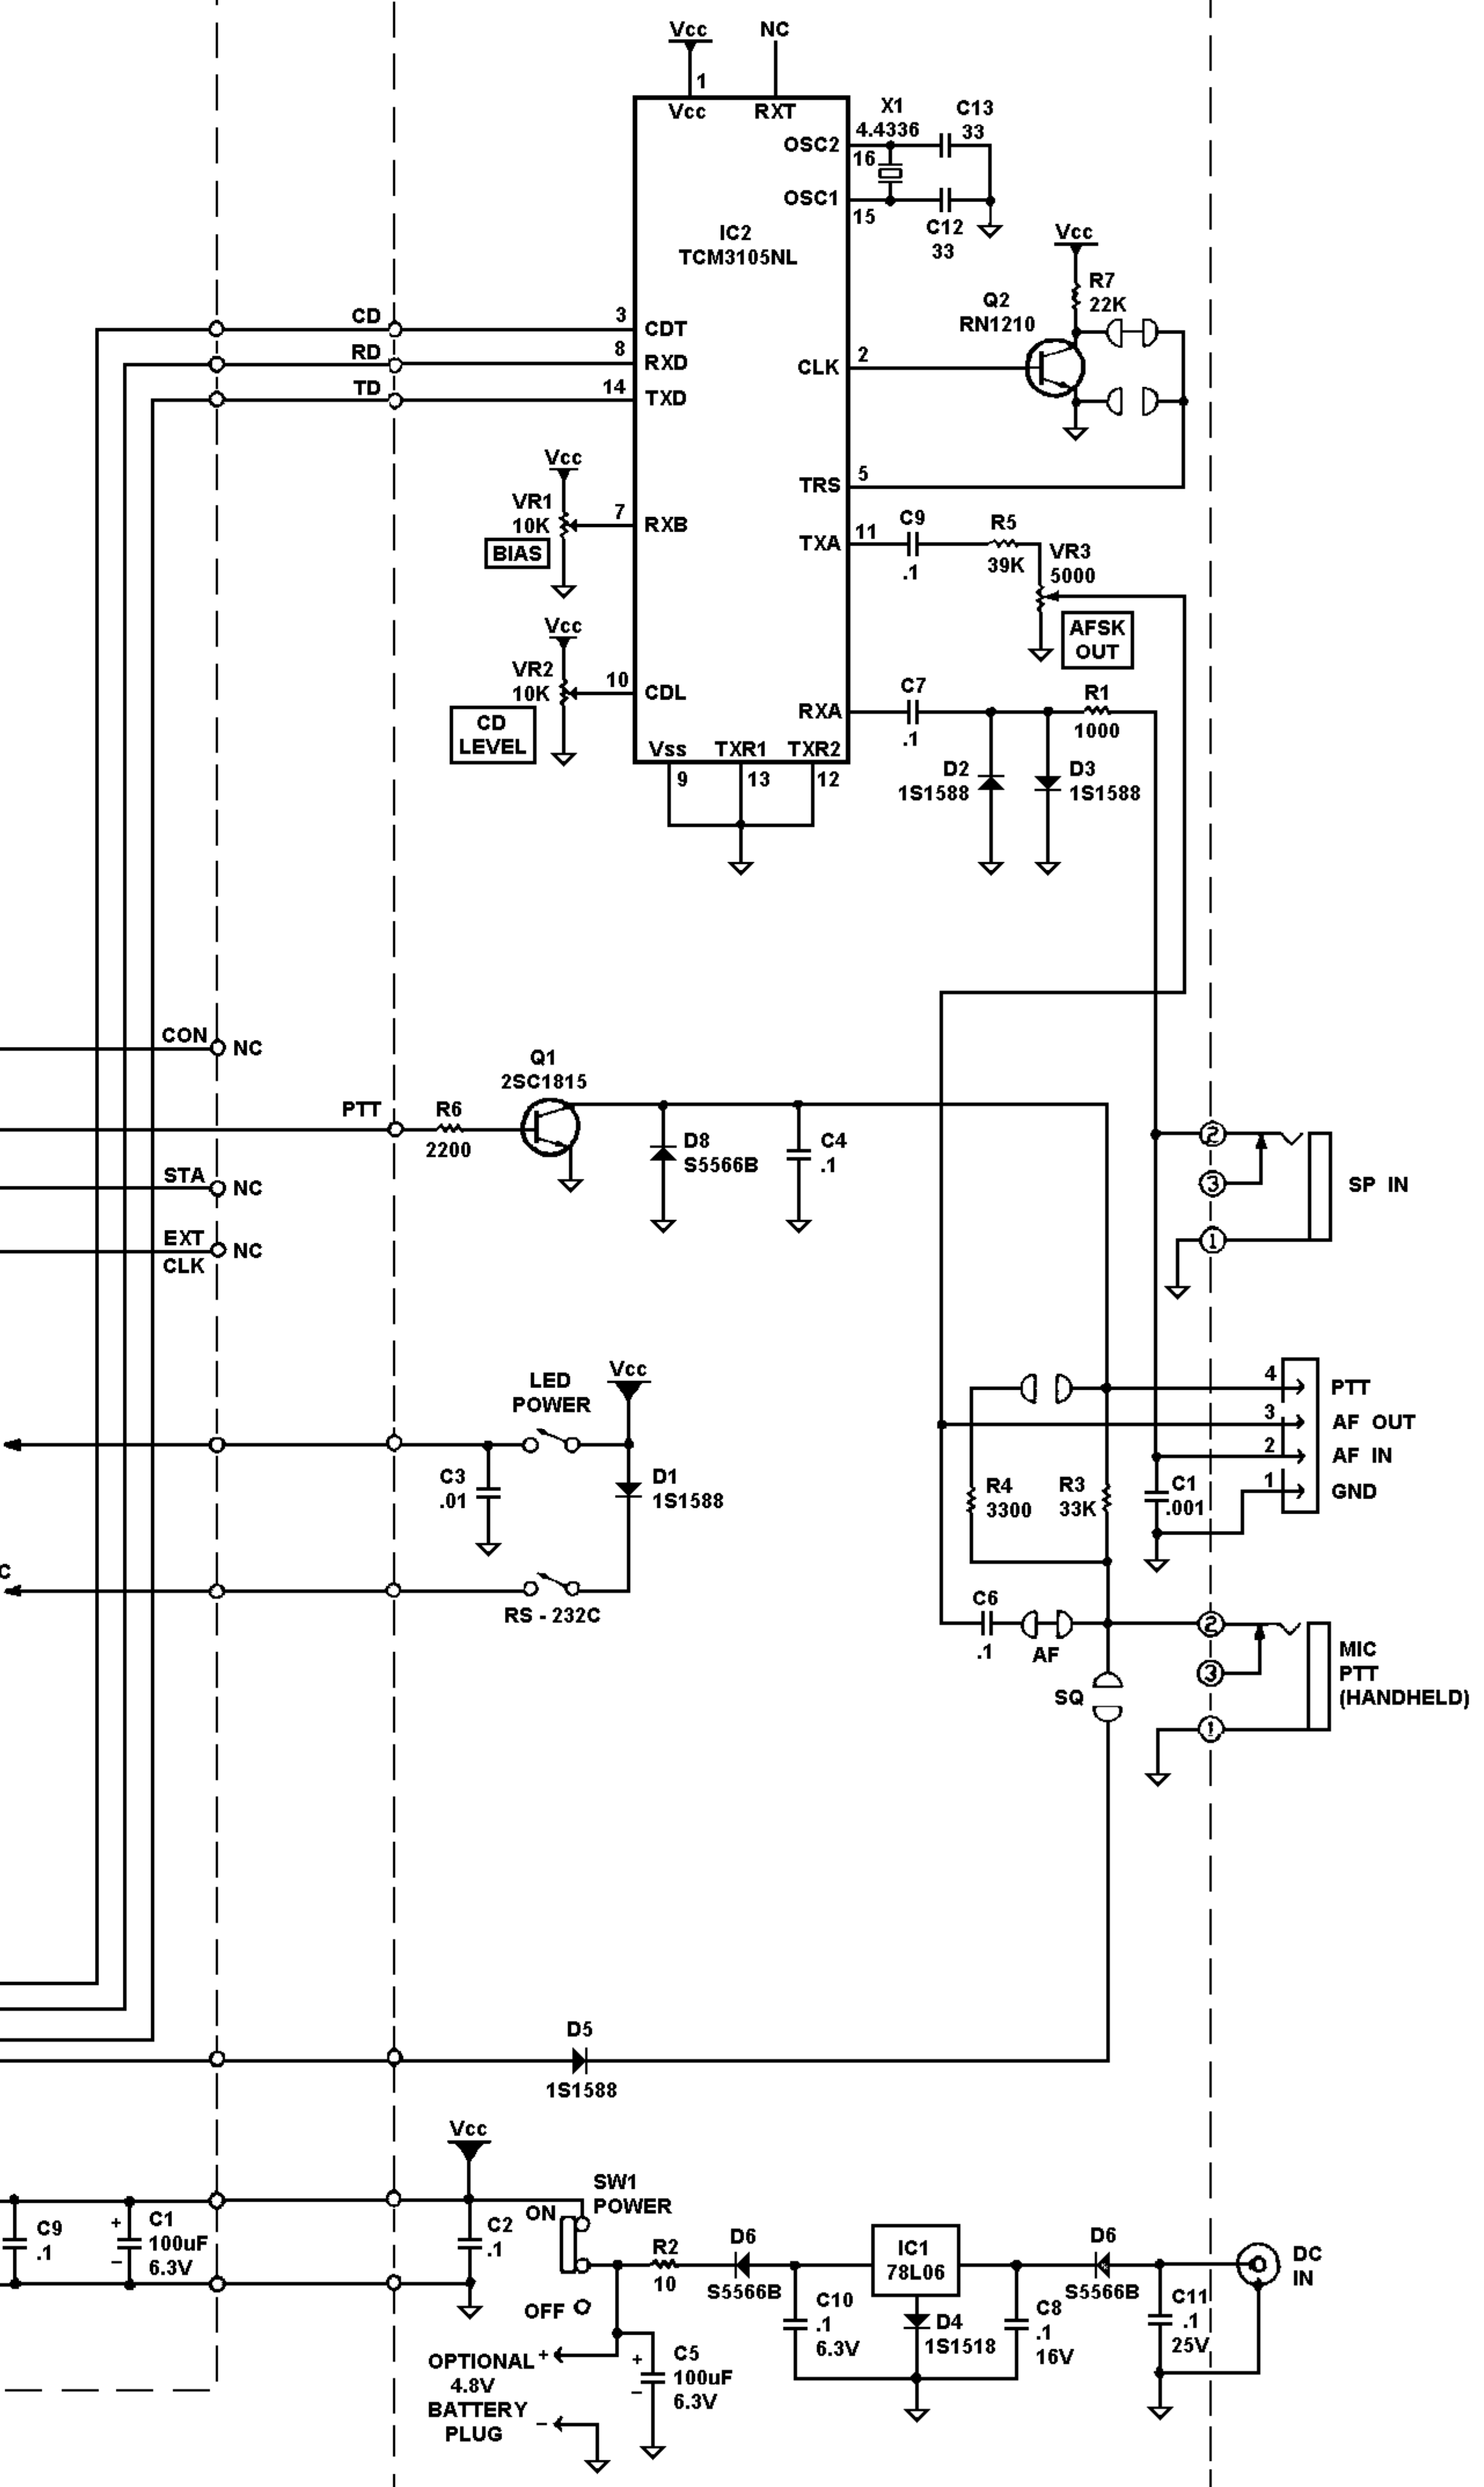 Vcc
NC
1
Vcc
RXT
X1
4.4336
C13
33
OSC2
16
OSC1
15
C12
33
IC2
TCM3105NL
Vcc
R7
22K
Q2
RN1210
CD
3
CDT
RD
8
RXD
CLK
2
TD
14
TXD
Vcc
VR1
10K
7
RXB
BIAS
TRS
5
TXA
11
C9
.1
R5
39K
VR3
5000
AFSK
OUT
Vcc
VR2
10K
10
CDL
CD
LEVEL
RXA
C7
.1
R1
1000
Vss
TXR1
TXR2
9
13
12
D2
1S1588
D3
1S1588
CON
NC
Q1
2SC1815
PTT
R6
2200
D8
S5566B
C4
.1
STA
NC
EXT
CLK
NC
2
3
1
SP IN
LED
POWER
Vcc
C3
.01
D1
1S1588
C
RS - 232C
4
PTT
3
AF OUT
2
AF IN
1
GND
R4
3300
R3
33K
C1
.001
C6
.1
AF
SQ
2
3
1
MIC
PTT
(HANDHELD)
D5
1S1588
Vcc
SW1
POWER
ON
C9
.1
+
C1
100uF
6.3V
−
C2
.1
R2
10
D6
S5566B
IC1
78L06
D6
S5566B
DC
IN
OFF
C10
.1
6.3V
D4
1S1518
C8
.1
16V
C11
.1
25V
OPTIONAL +
4.8V
BATTERY
PLUG
−
+
C5
100uF
6.3V
−